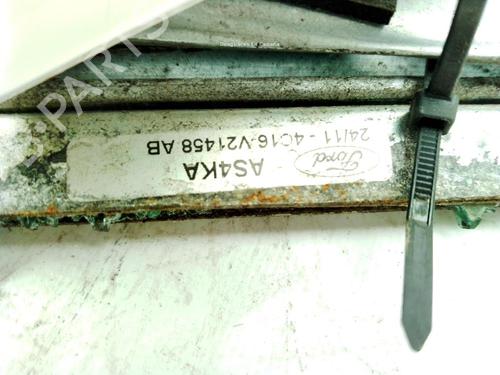 Ford
24/11 - 4C16-V21458 AB
AS4KA
B-PARTS